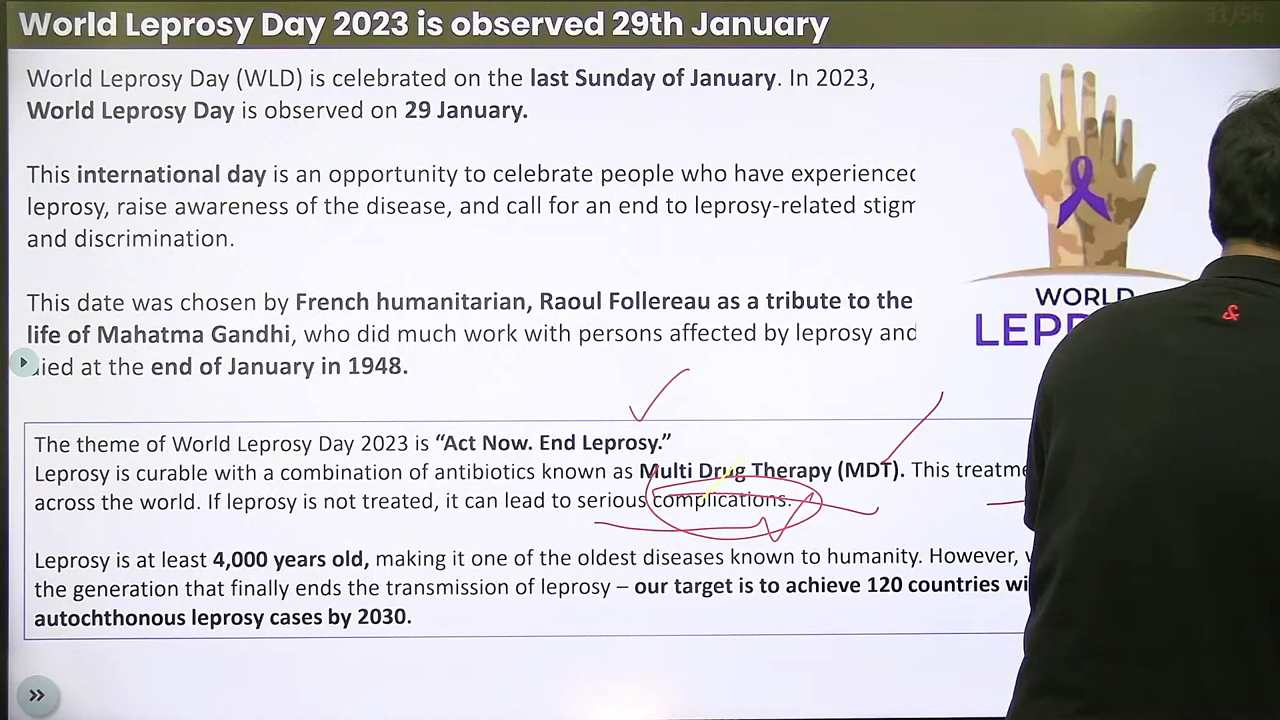 World Leprosy Day 2023 is observed 29th January
31/56
World Leprosy Day (WLD) is celebrated on the last Sunday of January. In 2023,
World Leprosy Day is observed on 29 January.
This international day is an opportunity to celebrate people who have experienced
leprosy, raise awareness of the disease, and call for an end to leprosy-related
and discrimination.
This date was chosen by French humanitarian, Raoul Follereau as a tribute to the
life of Mahatma Gandhi, who did much work with persons affected by leprosy and
died at the end of January in 1948.
WORLD
The theme of World Leprosy Day 2023 is “Act Now. End Leprosy.”
Leprosy is curable with a combination of antibiotics known as Multi Drug Therapy (MDT). This
across the world. If leprosy is not treated, it can lead to serious complications.
Leprosy is at least 4,000 years old, making it one of the oldest diseases known to humanity. However,
the generation that finally ends the transmission of leprosy – our target is to achieve 120 countries
autochthonous leprosy cases by 2030.
&